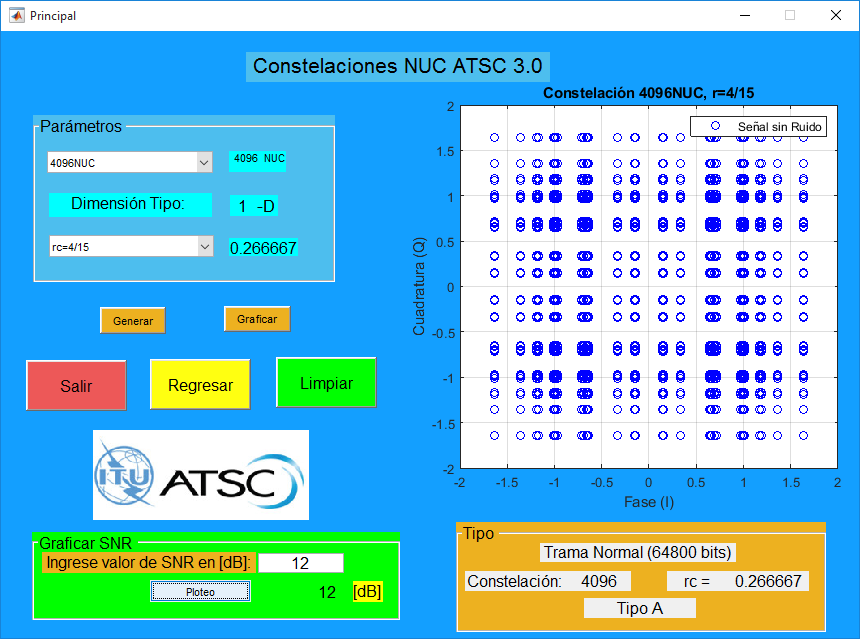 Principal
Constelaciones NUC ATSC 3.0
Parámetros
4096NUC
4096 NUC
Dimensión Tipo:
1 -D
rc=4/15
0.266667
Generar
Graficar
Salir
Regresar
Limpiar
ITU
ATSC
Graficar SNR
Ingrese valor de SNR en [dB]:
12
Ploteo
12
[dB]
Constelación 4096NUC, r=4/15
Señal sin Ruido
Cuadratura (Q)
2
1.5
1
0.5
0
-0.5
-1
-1.5
-2
-2
-1.5
-1
-0.5
0
0.5
1
1.5
2
Fase (I)
Tipo
Trama Normal (64800 bits)
Constelación: 4096
rc = 0.266667
Tipo A